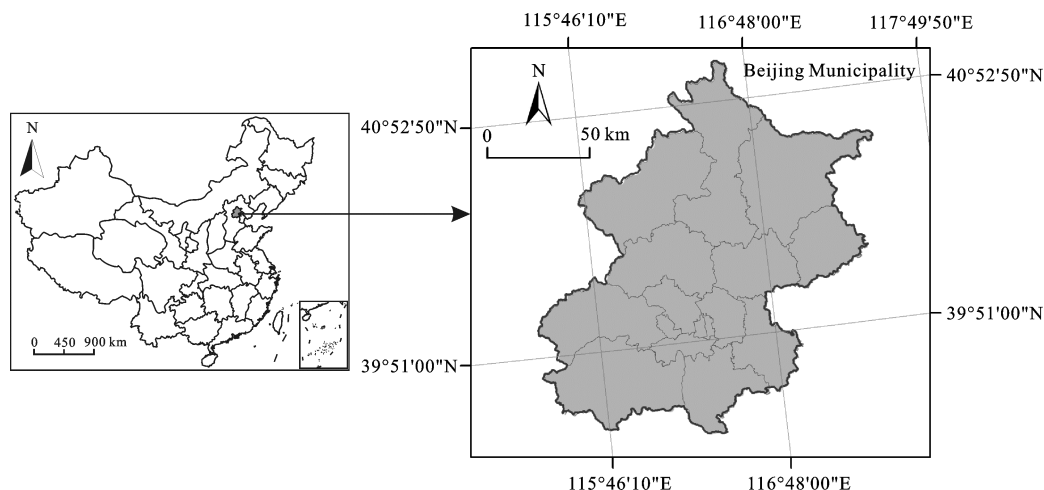 115°46'10"E 116°48'00"E 117°49'50"E
N
Beijing Municipality
40°52'50"N
0 50 km
40°52'50"N
N
0 450 900 km
39°51'00"N
39°51'00"N
115°46'10"E 116°48'00"E